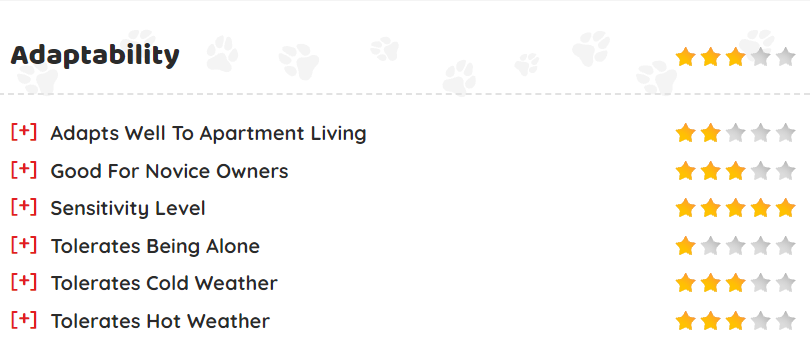 Adaptability
[+] Adapts Well To Apartment Living
[+] Good For Novice Owners
[+] Sensitivity Level
[+] Tolerates Being Alone
[+] Tolerates Cold Weather
[+] Tolerates Hot Weather